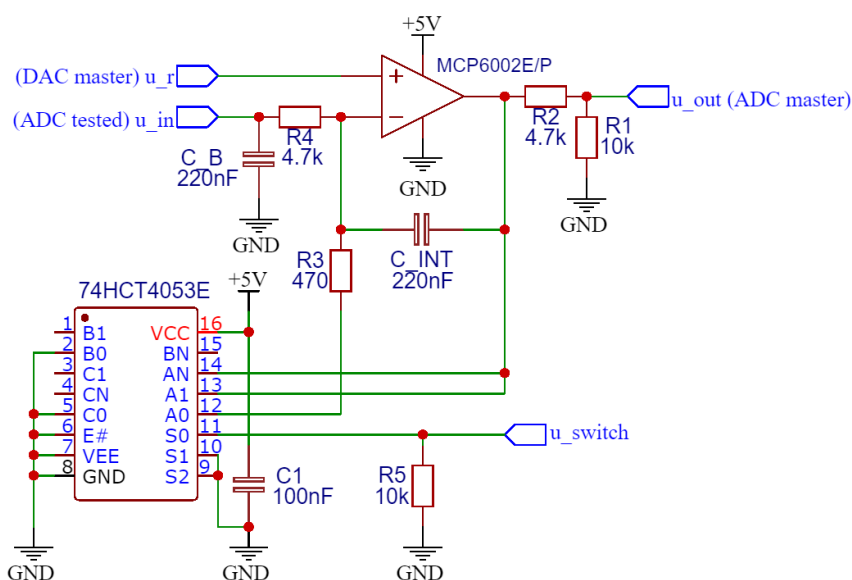 +5V
MCP6002E/P
(DAC master) u_r
+
(ADC tested) u_in
−
R4
4.7k
C_B
220nF
GND
GND
R2
4.7k
u_out (ADC master)
R1
10k
GND
R3
470
C_INT
220nF
+5V
74HCT4053E
1 B1 VCC 16
2 B0 BN 15
3 C1 AN 14
4 CN A1 13
5 C0 A0 12
6 E# S0 11
7 VEE S1 10
8 GND S2 9
u_switch
C1
100nF
R5
10k
GND
GND
GND